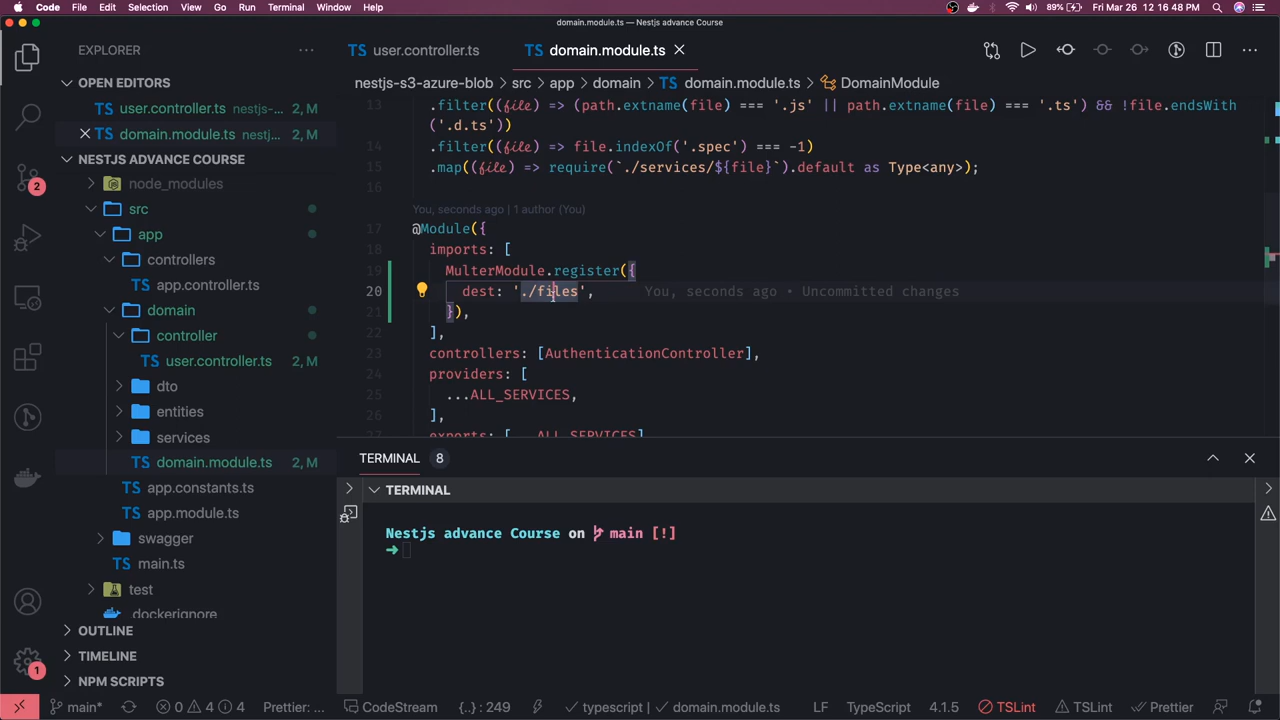 Code File Edit Selection View Go Run Terminal Window Help 89% Fri Mar 26 12 16 48 PM
domain.module.ts — Nestjs advance Course
EXPLORER
TS user.controller.ts
TS domain.module.ts
OPEN EDITORS
nestjs-s3-azure-blob › src › app › domain › TS domain.module.ts › DomainModule
TS user.controller.ts nestjs-... 2, M
TS domain.module.ts nestj... 2, M
NESTJS ADVANCE COURSE
node_modules
src
app
controllers
TS app.controller.ts
domain
controller
TS user.controller.ts 2, M
dto
entities
services
TS domain.module.ts 2, M
TS app.constants.ts
TS app.module.ts
swagger
TS main.ts
test
.dockerignore
OUTLINE
TIMELINE
NPM SCRIPTS
2
1
13 .filter((file) => (path.extname(file) === '.js' || path.extname(file) === '.ts') && !file.endsWith
('.d.ts'))
14 .filter((file) => file.indexOf('.spec') === -1)
15 .map((file) => require(`./services/${file}`).default as Type<any>);
16
You, seconds ago | 1 author (You)
17 @Module({
18 imports: [
19 MulterModule.register({
20 dest: './files', You, seconds ago • Uncommitted changes
21 }),
22 ],
23 controllers: [AuthenticationController],
24 providers: [
25 ...ALL_SERVICES,
26 ],
27 exports: [...ALL_SERVICES]
TERMINAL 8
TERMINAL
Nestjs advance Course on main [!]
➜
main* 0 4 4 Prettier: ... CodeStream {..} : 249 typescript | domain.module.ts LF TypeScript 4.1.5 TSLint TSLint Prettier